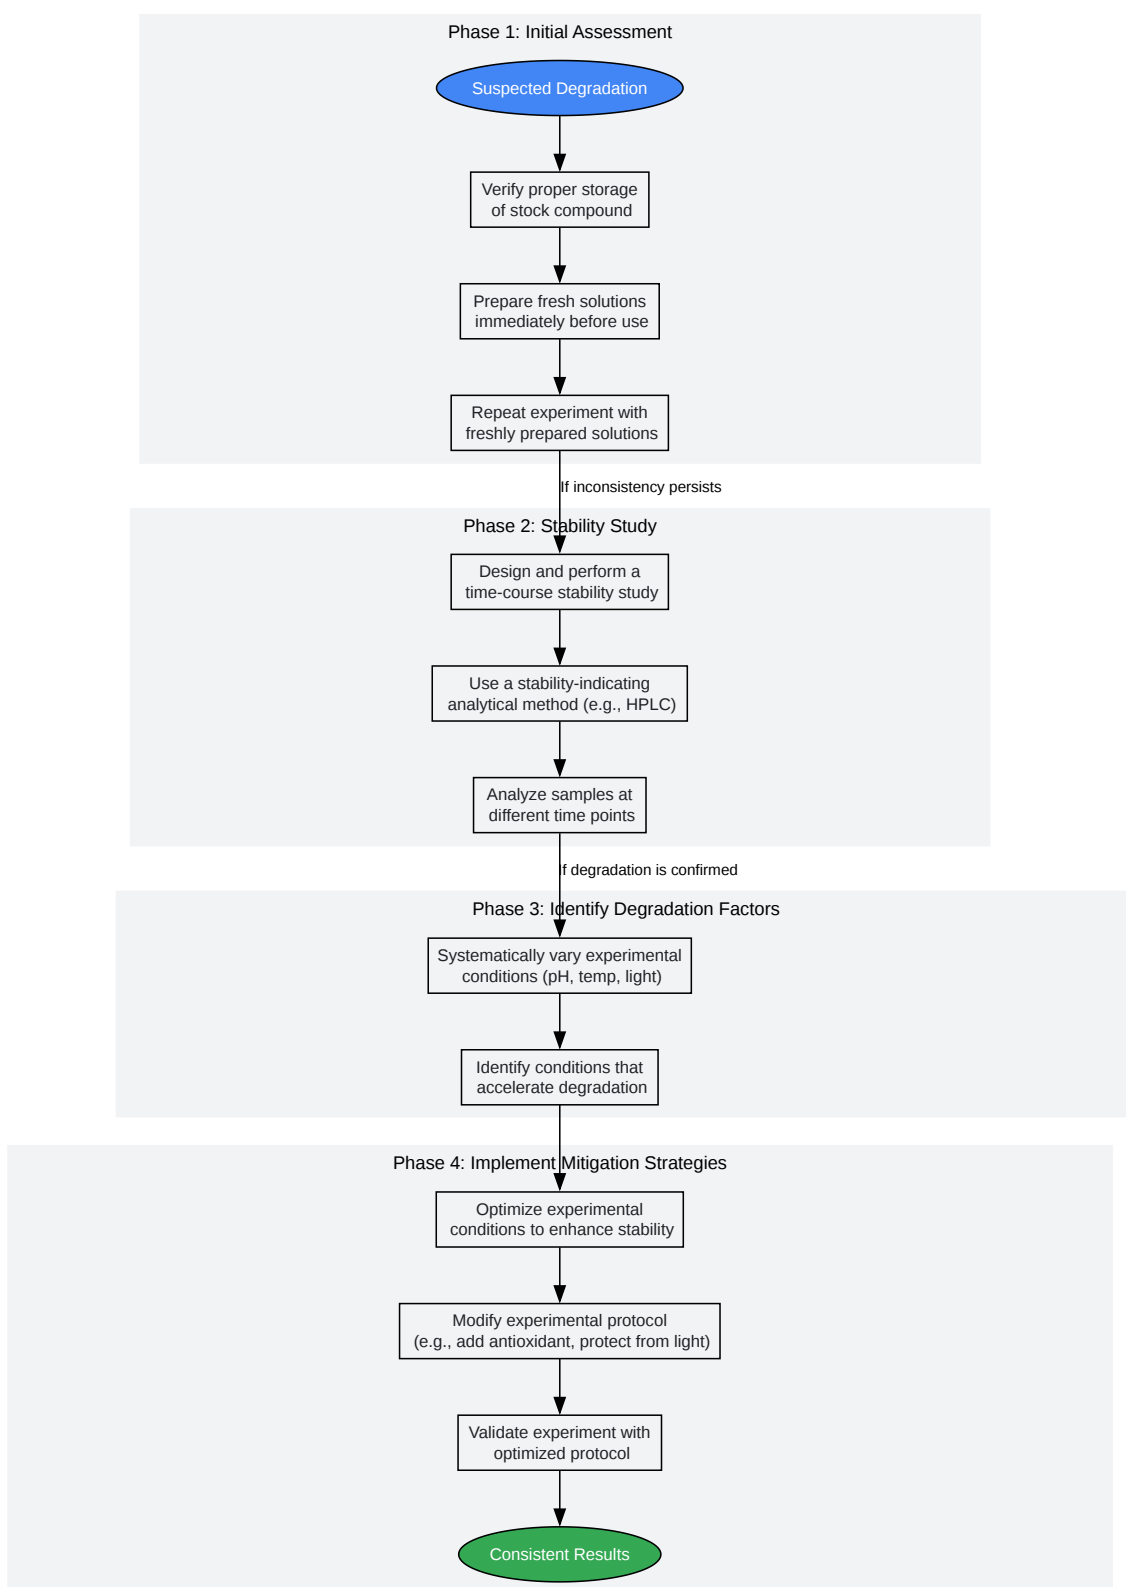 Phase 1: Initial Assessment
Suspected Degradation
Verify proper storage
of stock compound
Prepare fresh solutions
immediately before use
Repeat experiment with
freshly prepared solutions
If inconsistency persists
Phase 2: Stability Study
Design and perform a
time-course stability study
Use a stability-indicating
analytical method (e.g., HPLC)
Analyze samples at
different time points
If degradation is confirmed
Phase 3: Identify Degradation Factors
Systematically vary experimental
conditions (pH, temp, light)
Identify conditions that
accelerate degradation
Phase 4: Implement Mitigation Strategies
Optimize experimental
conditions to enhance stability
Modify experimental protocol
(e.g., add antioxidant, protect from light)
Validate experiment with
optimized protocol
Consistent Results